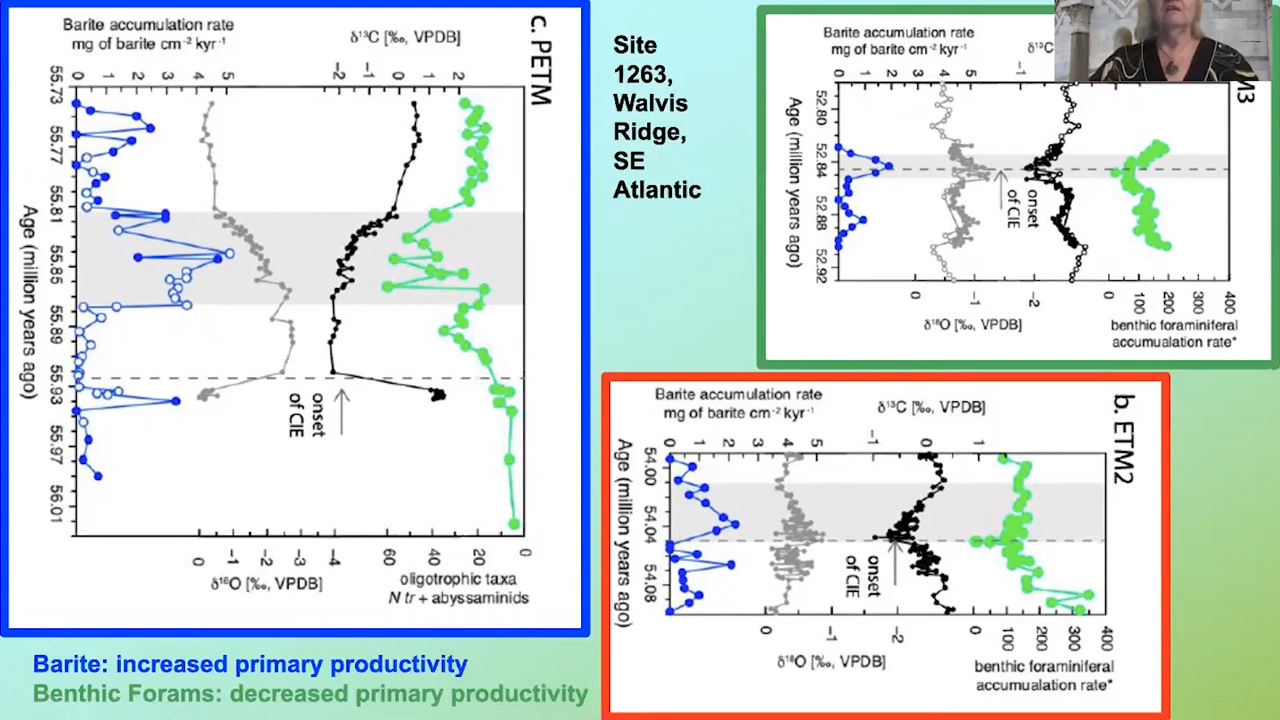 Barite accumulation rate
mg of barite cm⁻² kyr⁻¹
δ¹³C [‰, VPDB]
c. PETM
0 1 2 3 4 5
−2 −1 0 1 2
55.73
55.77
55.81
55.85
55.89
55.93
55.97
56.01
Age (million years ago)
onset
of CIE
0 −1 −2 −3 −4
δ¹⁸O [‰, VPDB]
60 40 20 0
oligotrophic taxa
N tr + abyssaminids
Barite: increased primary productivity
Benthic Forams: decreased primary productivity
Site
1263,
Walvis
Ridge,
SE
Atlantic
Barite accumulation rate
mg of barite cm⁻² kyr⁻¹
δ¹³C
M3
0 1 2 3 4 5
−1
52.80
52.84
52.88
52.92
Age (million years ago)
onset
of CIE
0 −1 −2
δ¹⁸O [‰, VPDB]
0 100 200 300 400
benthic foraminiferal
accumualation rate*
Barite accumulation rate
mg of barite cm⁻² kyr⁻¹
δ¹³C [‰, VPDB]
b. ETM2
0 1 2 3 4 5
−1 0 1
54.00
54.04
54.08
Age (million years ago)
onset
of CIE
0 −1 −2
δ¹⁸O [‰, VPDB]
0 100 200 300 400
benthic foraminiferal
accumualation rate*